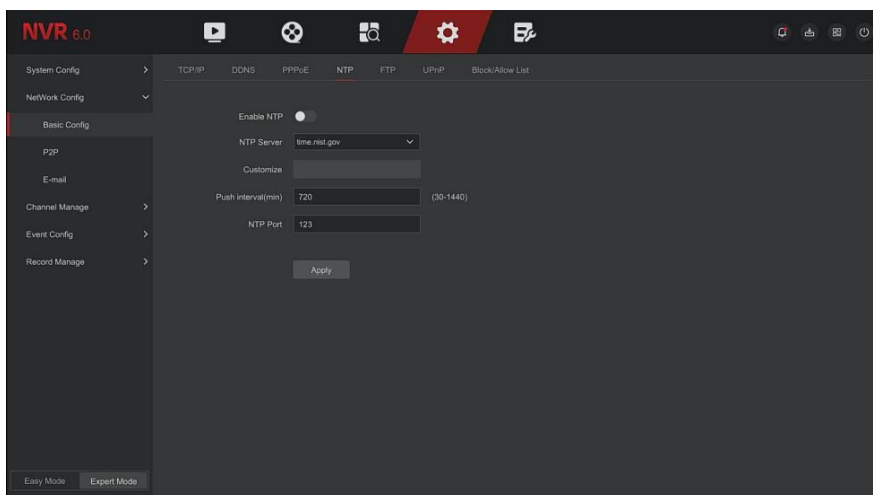 NVR 6.0
System Config
NetWork Config
Basic Config
P2P
E-mail
Channel Manage
Event Config
Record Manage
Easy Mode Expert Mode
TCP/IP DDNS PPPoE NTP FTP UPnP Block/Allow List
Enable NTP
NTP Server time.nist.gov
Customize
Push interval(min) 720 (30-1440)
NTP Port 123
Apply